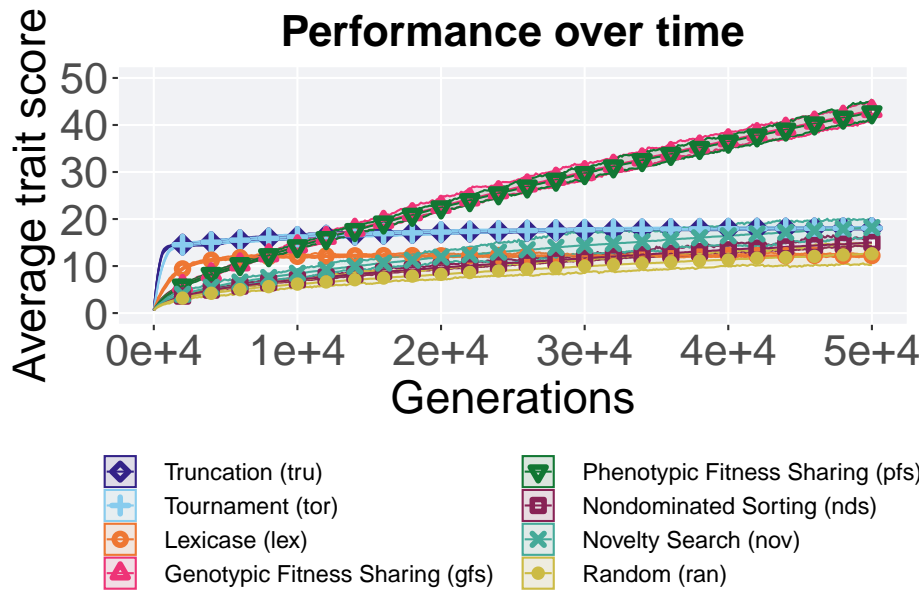 Performance over time
Average trait score
50
40
30
20
10
0
0e+4 1e+4 2e+4 3e+4 4e+4 5e+4
Generations
Truncation (tru)
Tournament (tor)
Lexicase (lex)
Genotypic Fitness Sharing (gfs)
Phenotypic Fitness Sharing (pfs)
Nondominated Sorting (nds)
Novelty Search (nov)
Random (ran)